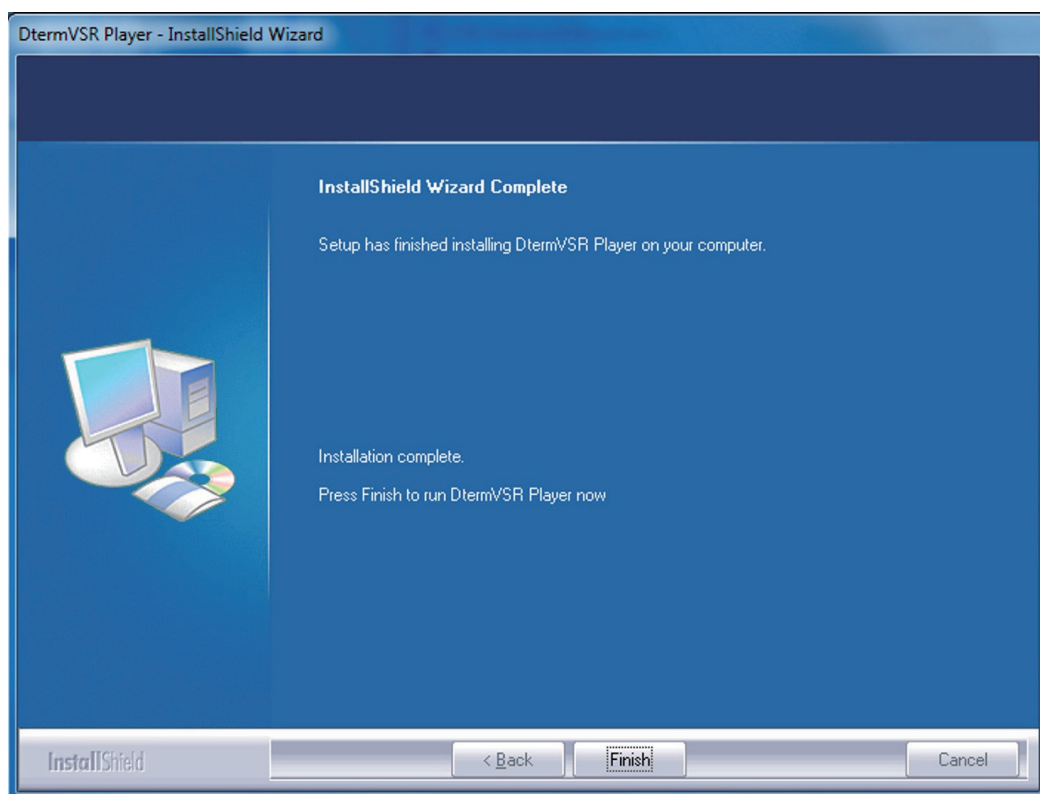 DtermVSR Player - InstallShield Wizard
InstallShield Wizard Complete
Setup has finished installing DtermVSR Player on your computer.
Installation complete.
Press Finish to run DtermVSR Player now
InstallShield
< Back
Finish
Cancel